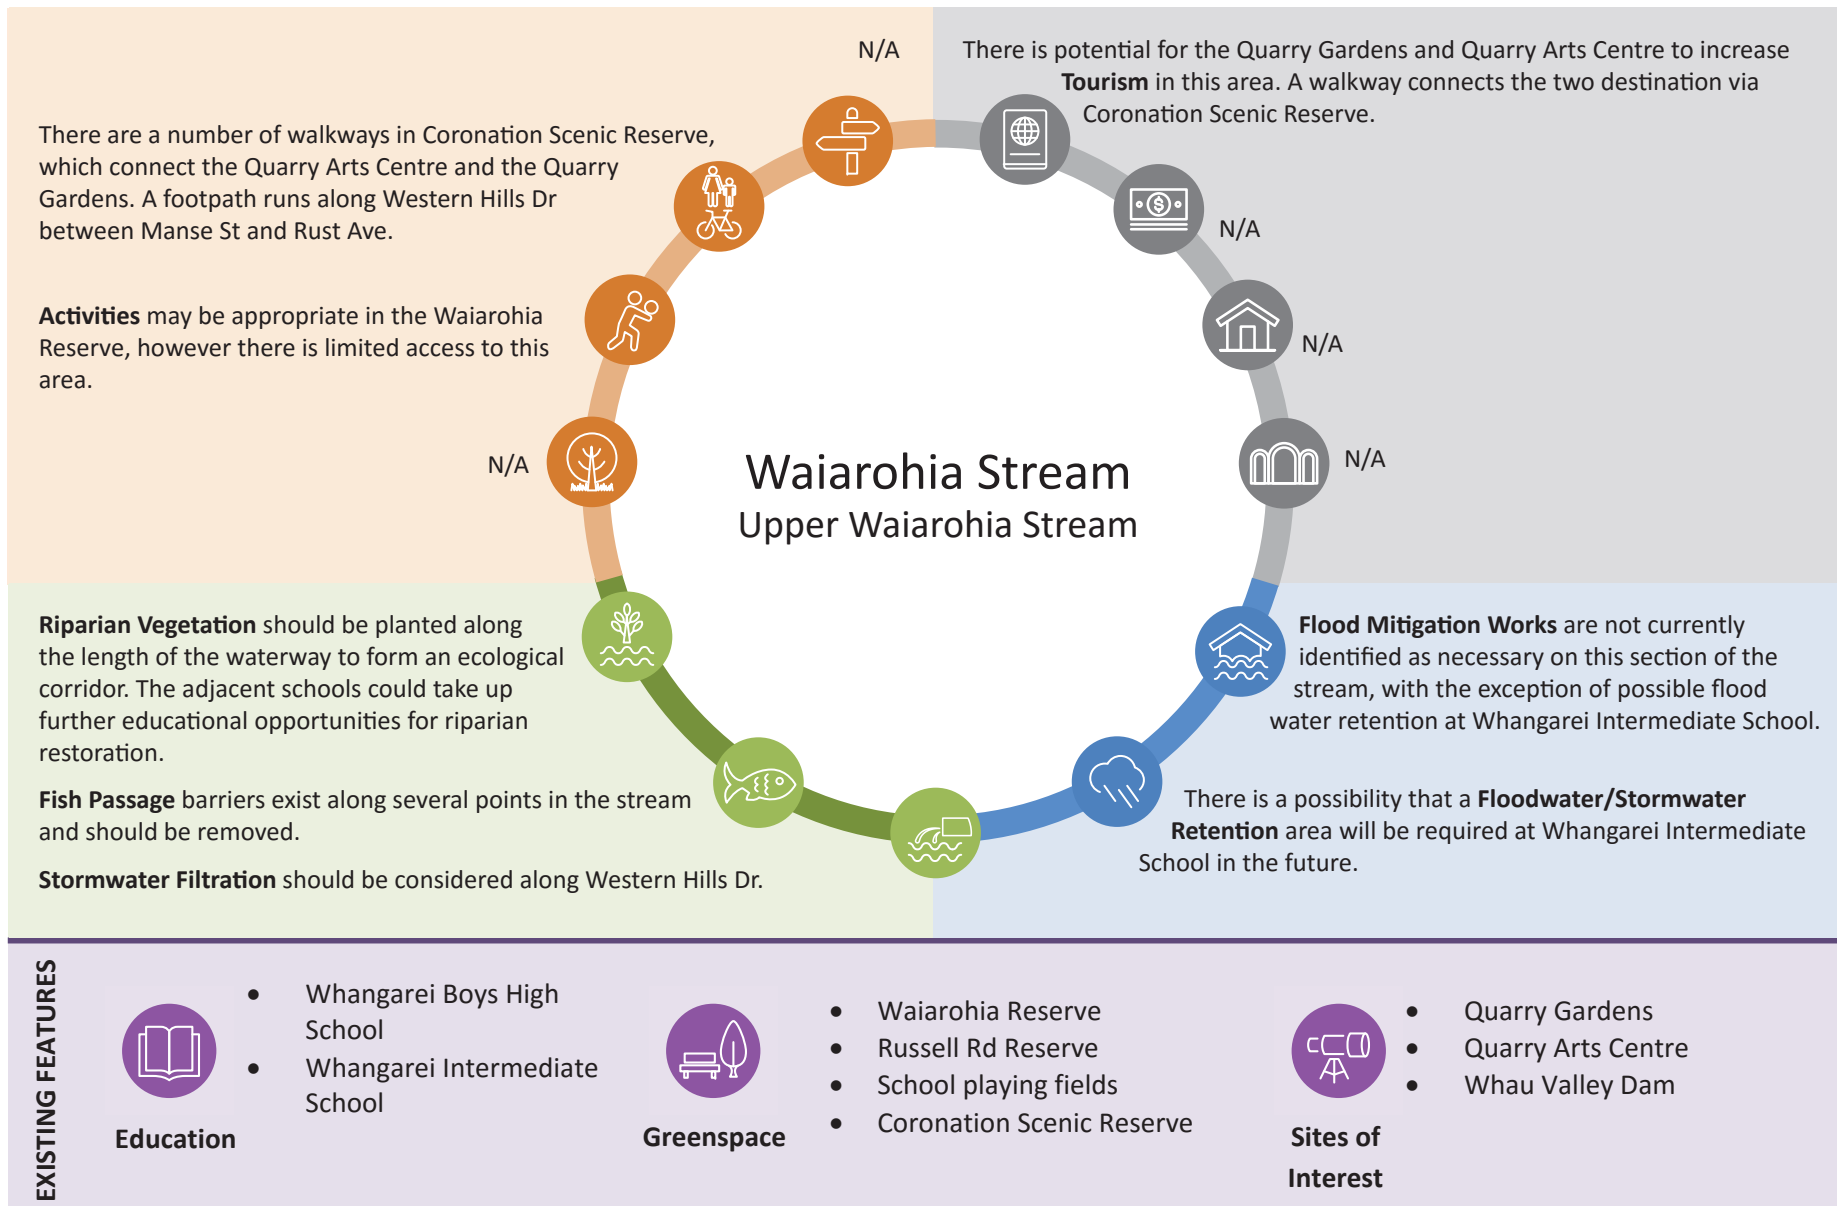 N/A
There are a number of walkways in Coronation Scenic Reserve,
which connect the Quarry Arts Centre and the Quarry
Gardens. A footpath runs along Western Hills Dr
between Manse St and Rust Ave.
Activities may be appropriate in the Waiarohia
Reserve, however there is limited access to this
area.
N/A
There is potential for the Quarry Gardens and Quarry Arts Centre to increase
Tourism in this area. A walkway connects the two destination via
Coronation Scenic Reserve.
N/A
N/A
N/A
Waiarohia Stream
Upper Waiarohia Stream
Riparian Vegetation should be planted along
the length of the waterway to form an ecological
corridor. The adjacent schools could take up
further educational opportunities for riparian
restoration.
Fish Passage barriers exist along several points in the stream
and should be removed.
Stormwater Filtration should be considered along Western Hills Dr.
Flood Mitigation Works are not currently
identified as necessary on this section of the
stream, with the exception of possible flood
water retention at Whangarei Intermediate School.
There is a possibility that a Floodwater/Stormwater
Retention area will be required at Whangarei Intermediate
School in the future.
EXISTING FEATURES
Education
• Whangarei Boys High
School
• Whangarei Intermediate
School
Greenspace
• Waiarohia Reserve
• Russell Rd Reserve
• School playing fields
• Coronation Scenic Reserve
Sites of
Interest
• Quarry Gardens
• Quarry Arts Centre
• Whau Valley Dam